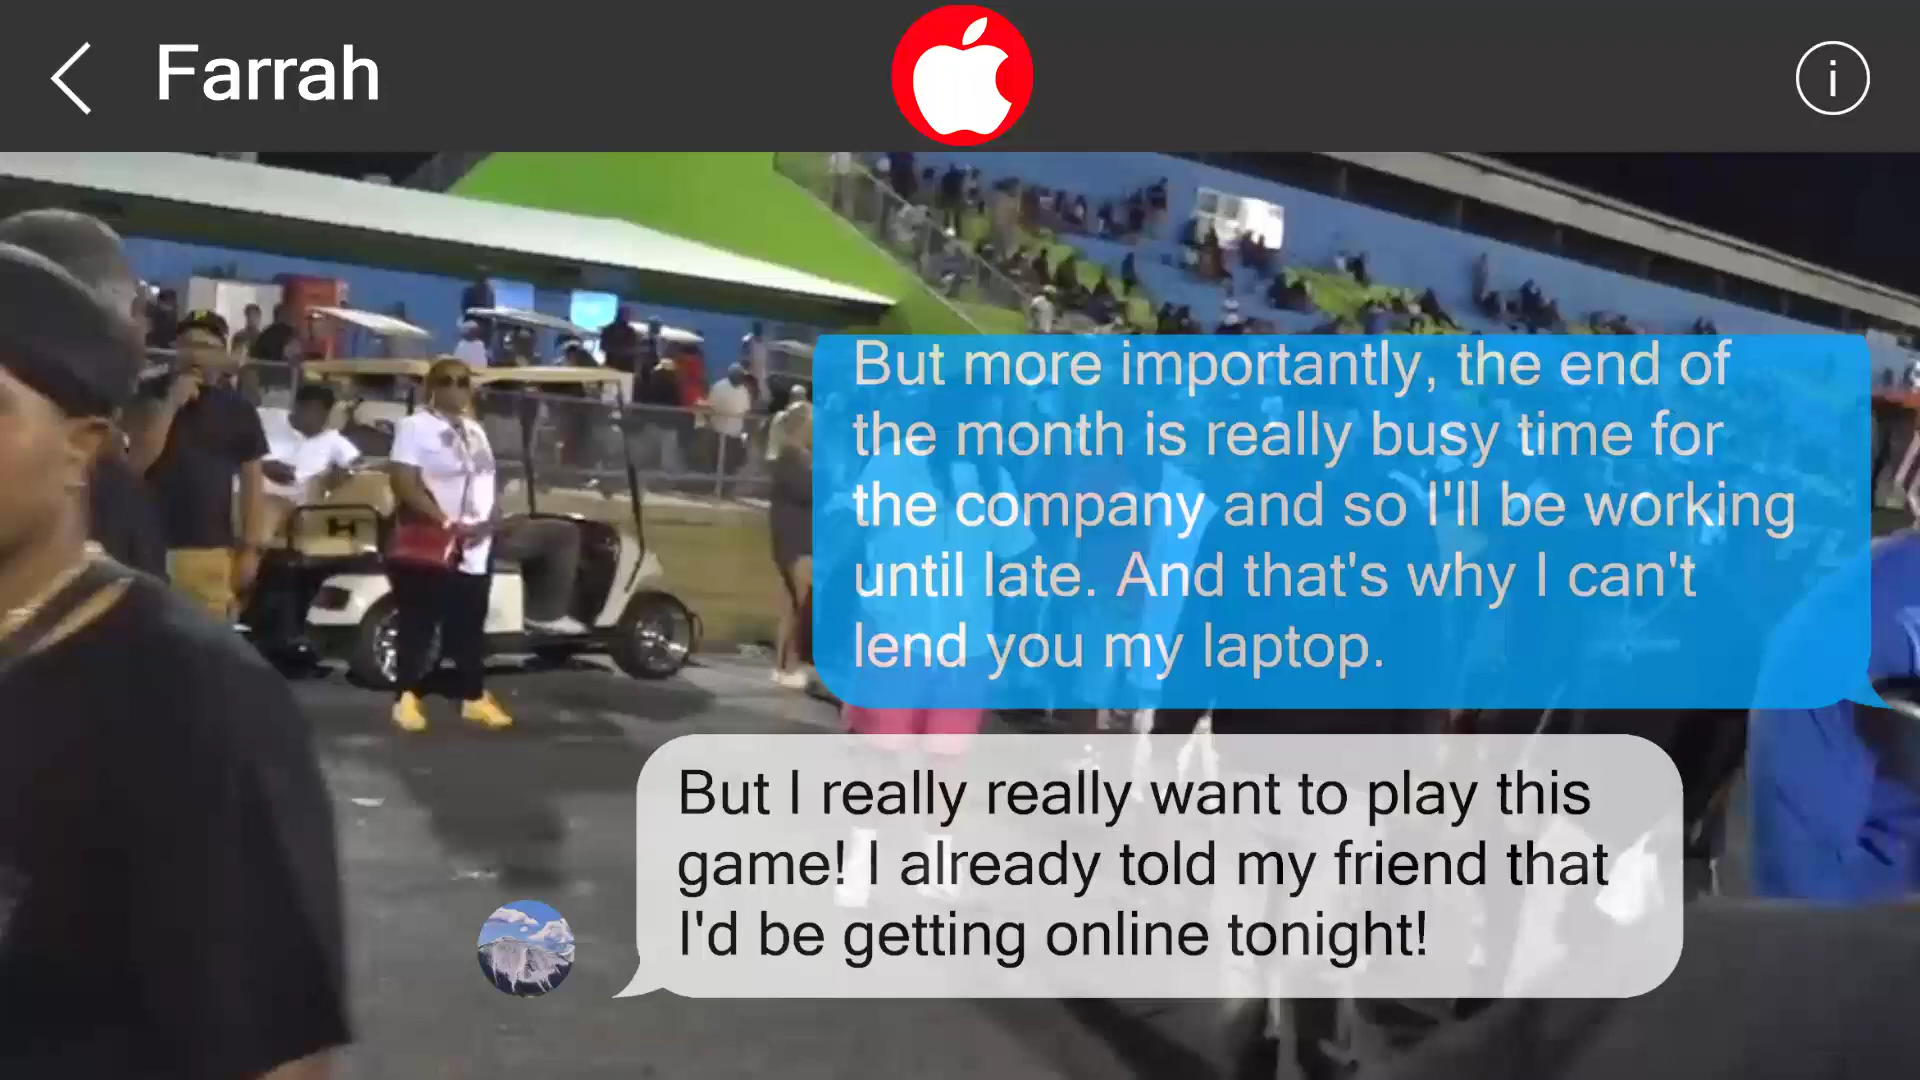 Farrah
But more importantly, the end of
the month is really busy time for
the company and so I'll be working
until late. And that's why I can't
lend you my laptop.
But I really really want to play this
game! I already told my friend that
I'd be getting online tonight!